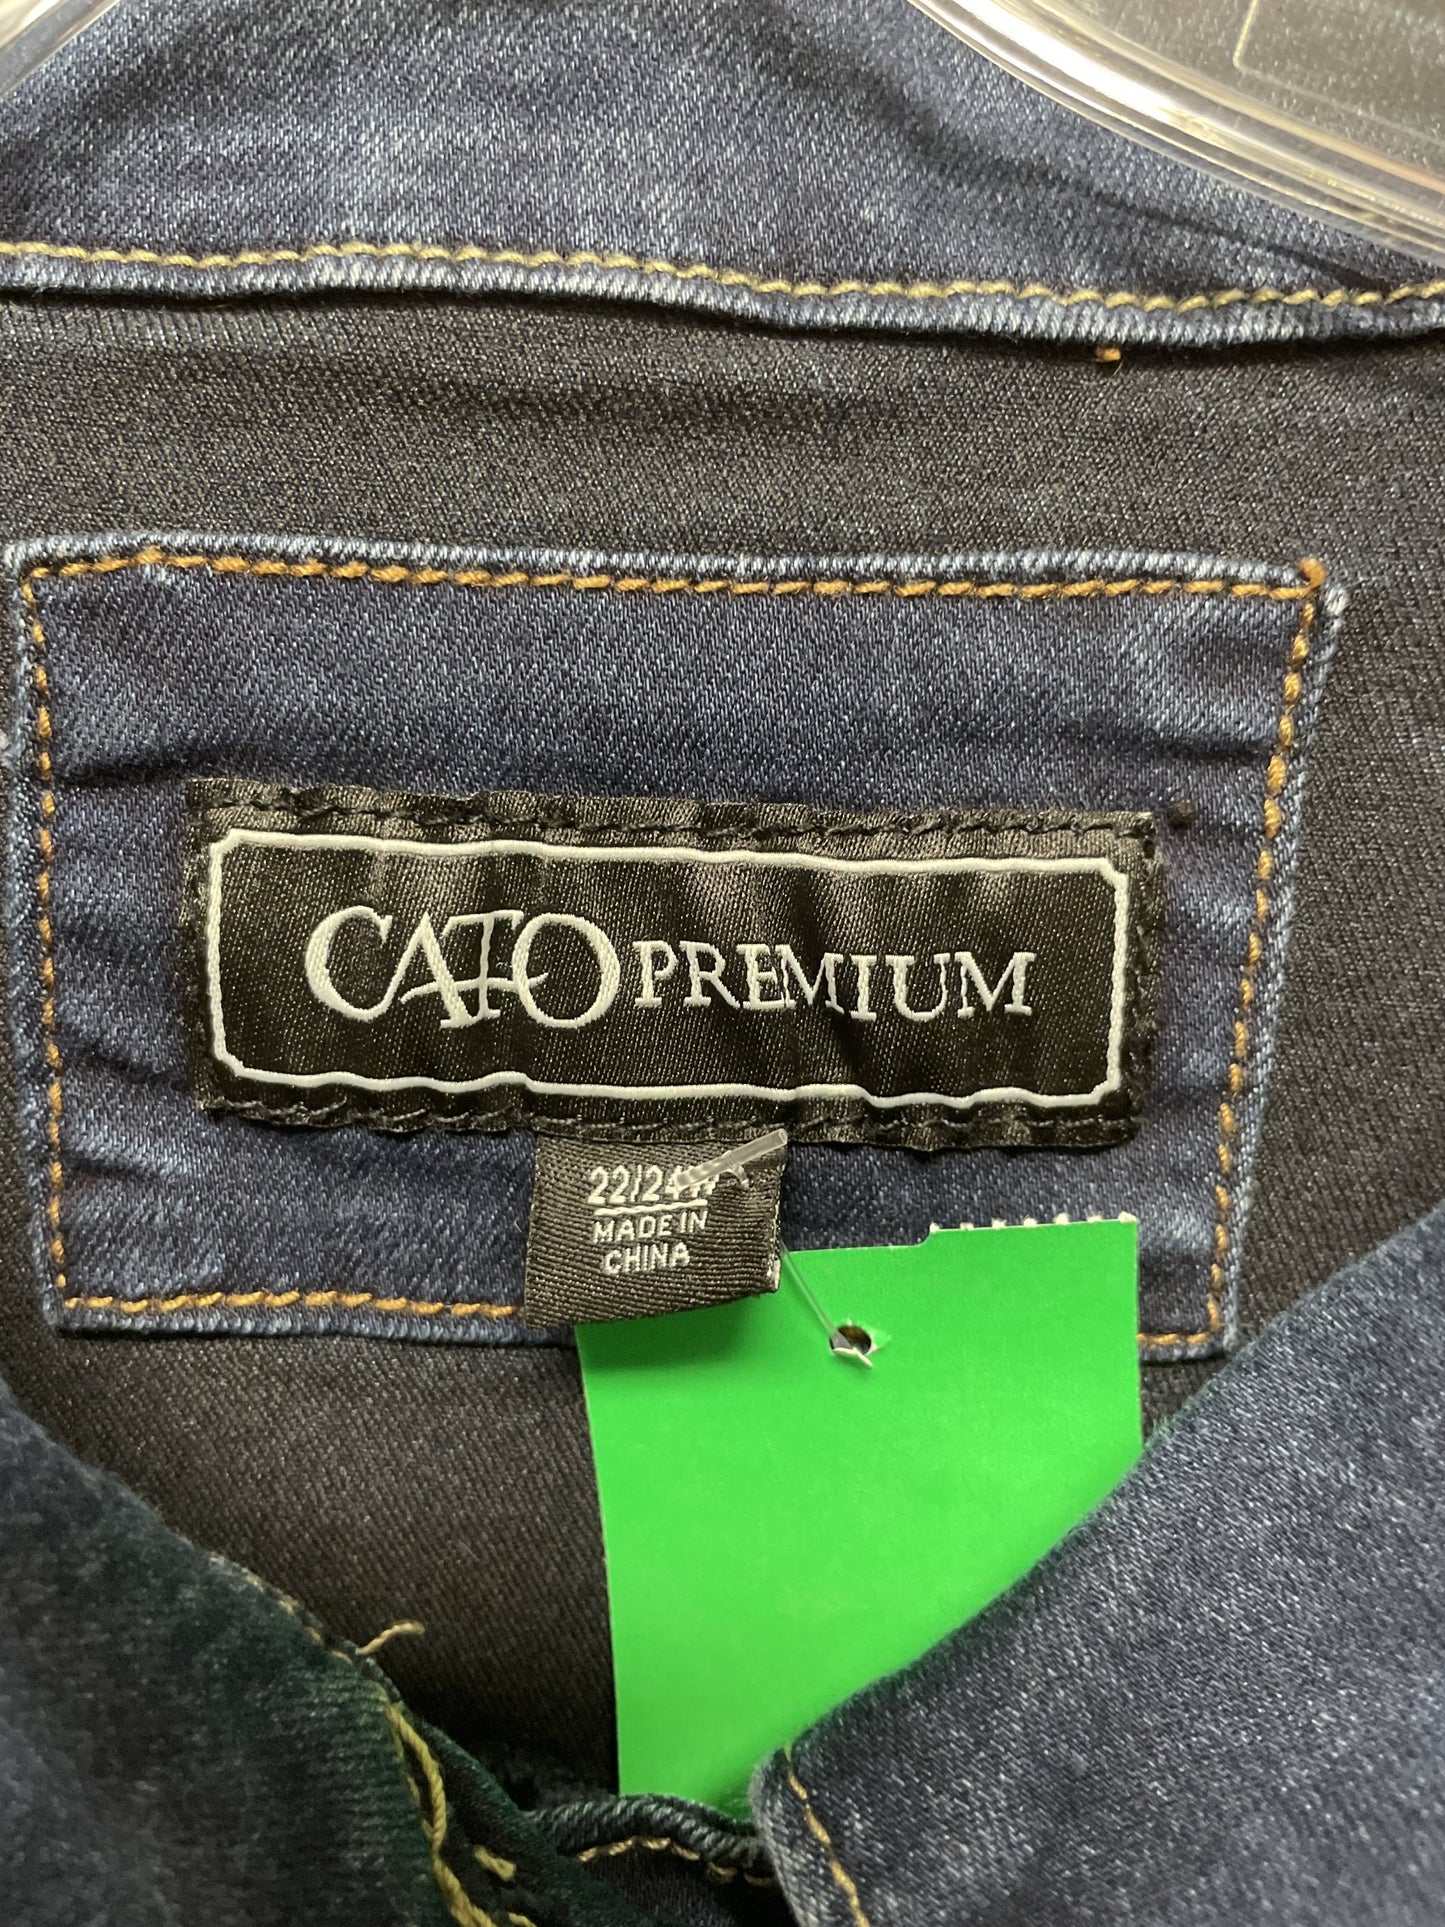 CATO PREMIUM
22/24W
MADE IN
CHINA